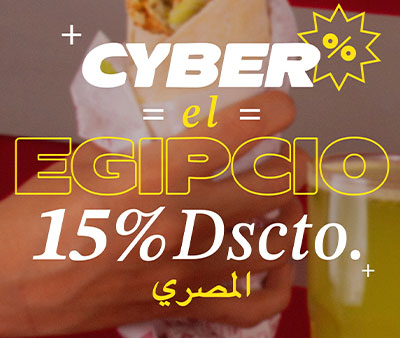 CYBER %
= el =
EGIPCIO
15% Dscto.
المصري